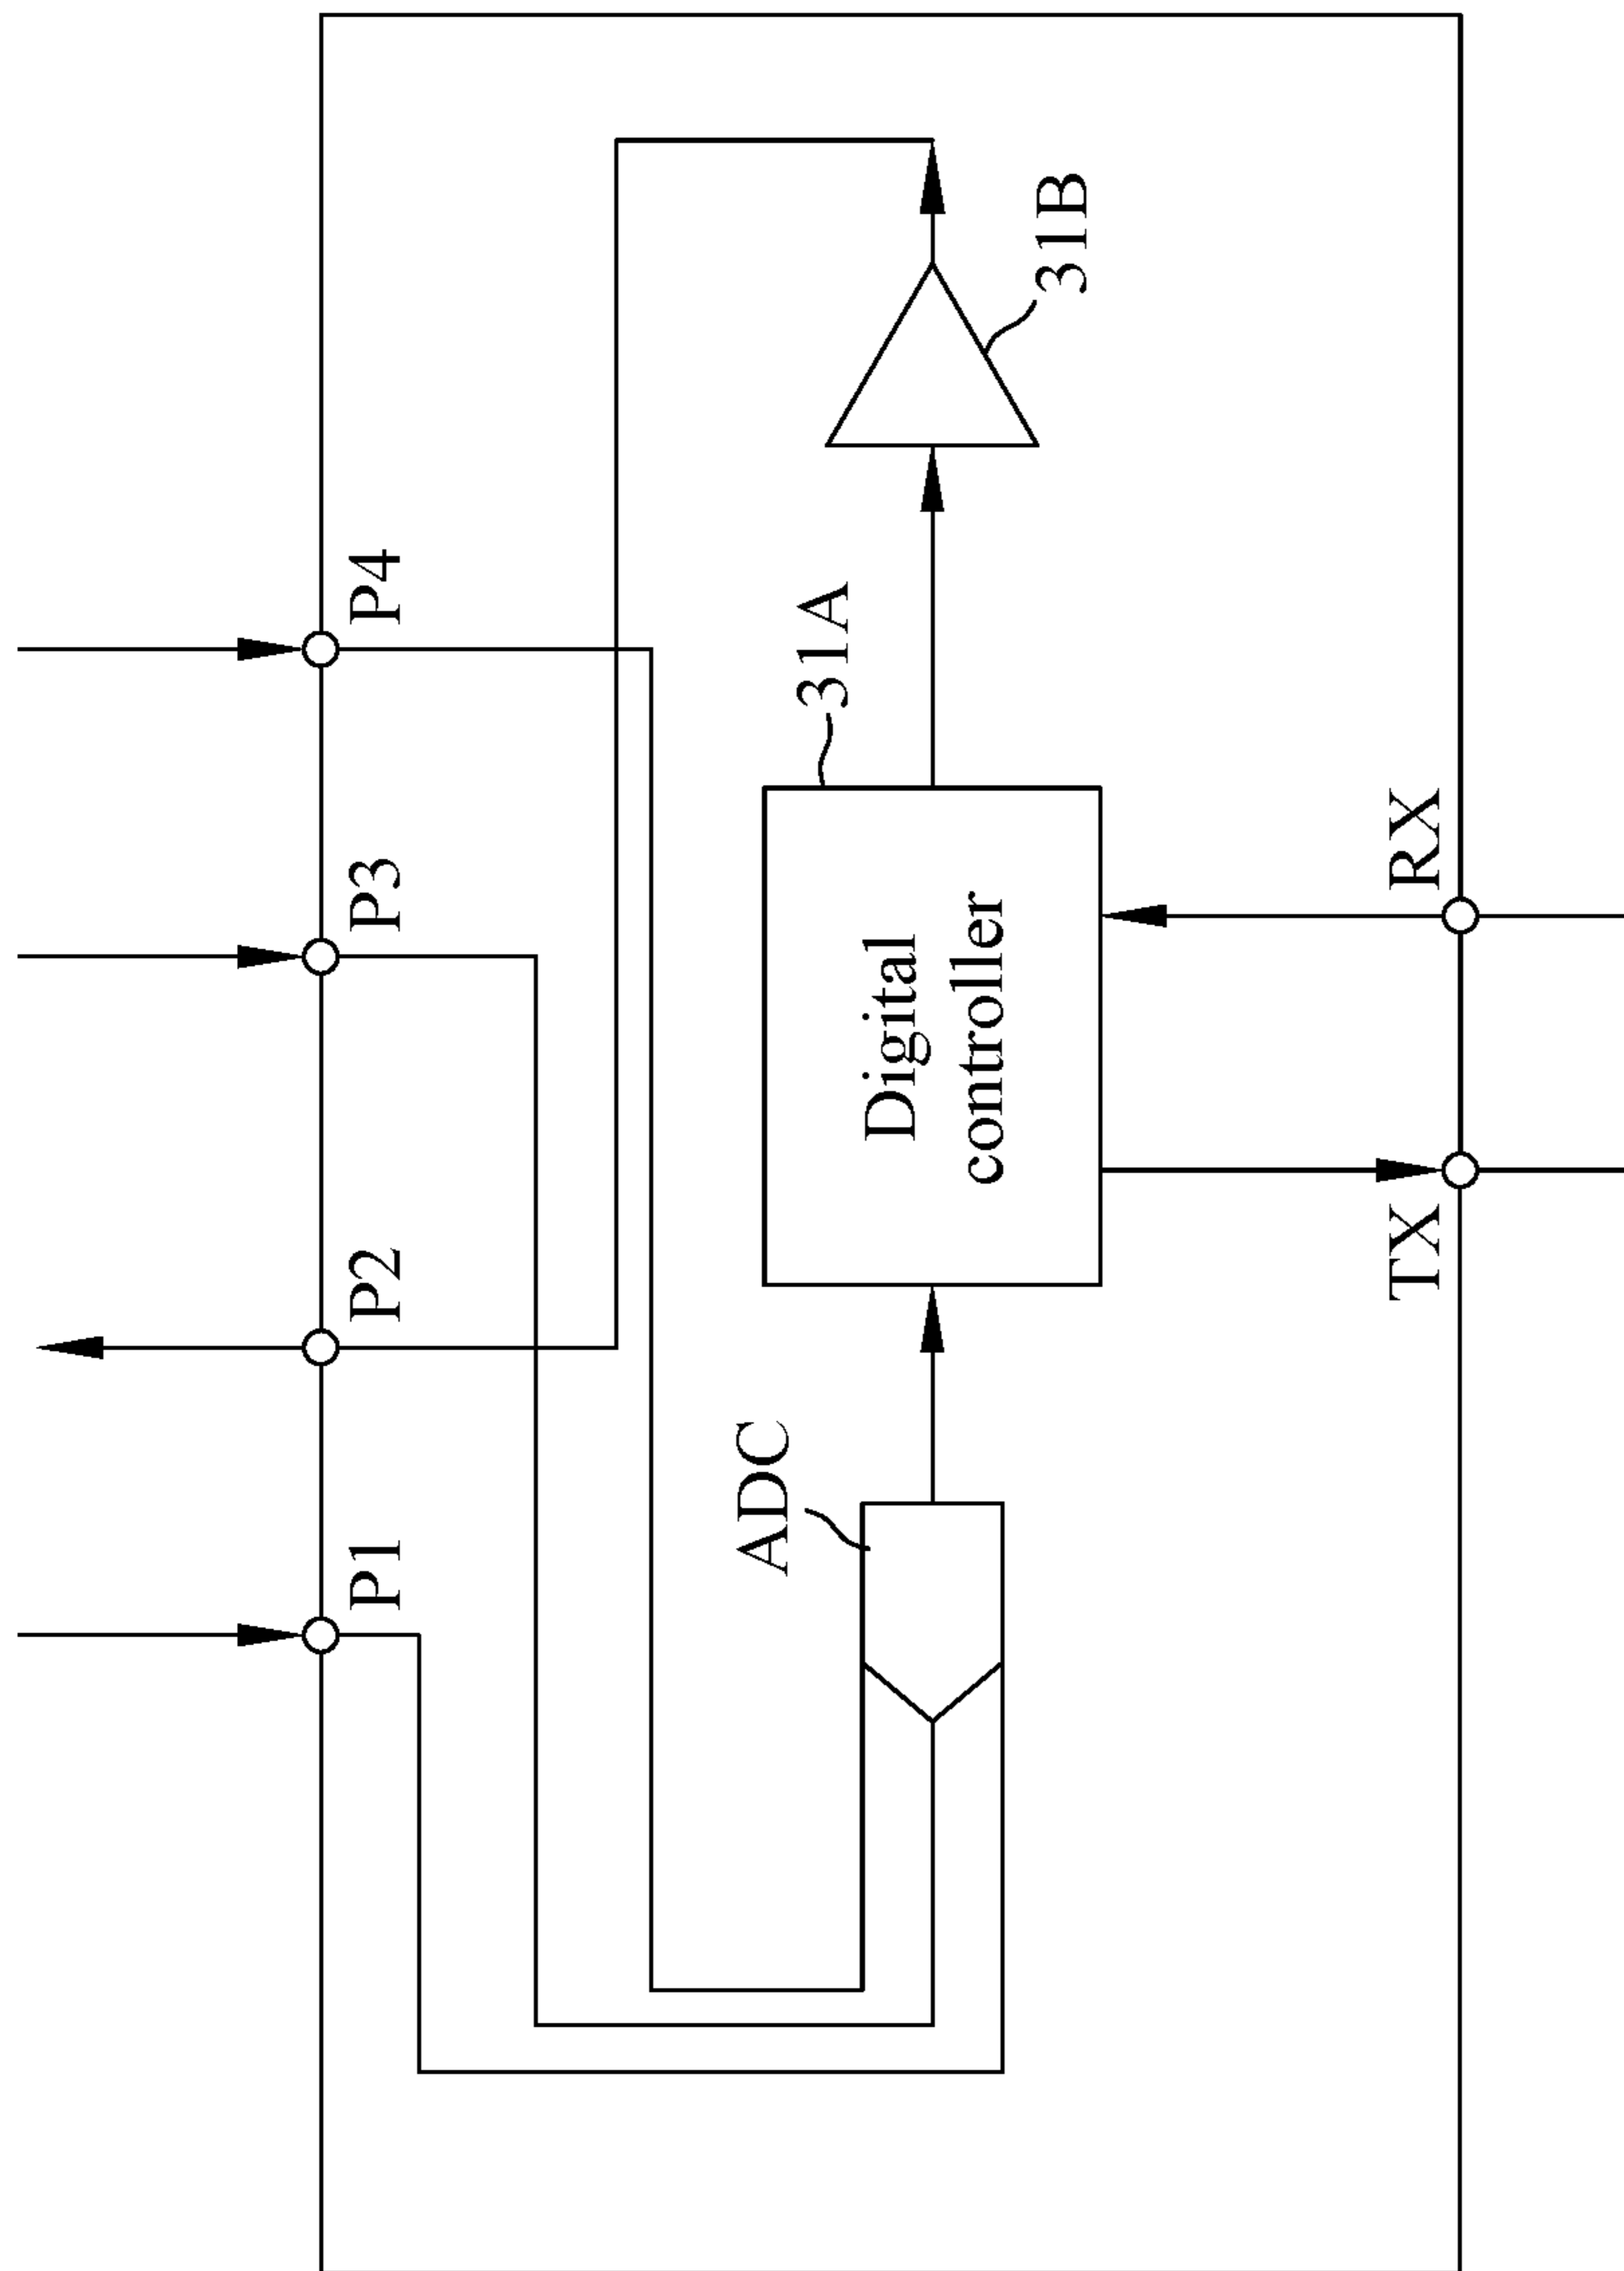 P1
P2
P3
P4
ADC
31A
Digital
controller
31B
TX
RX